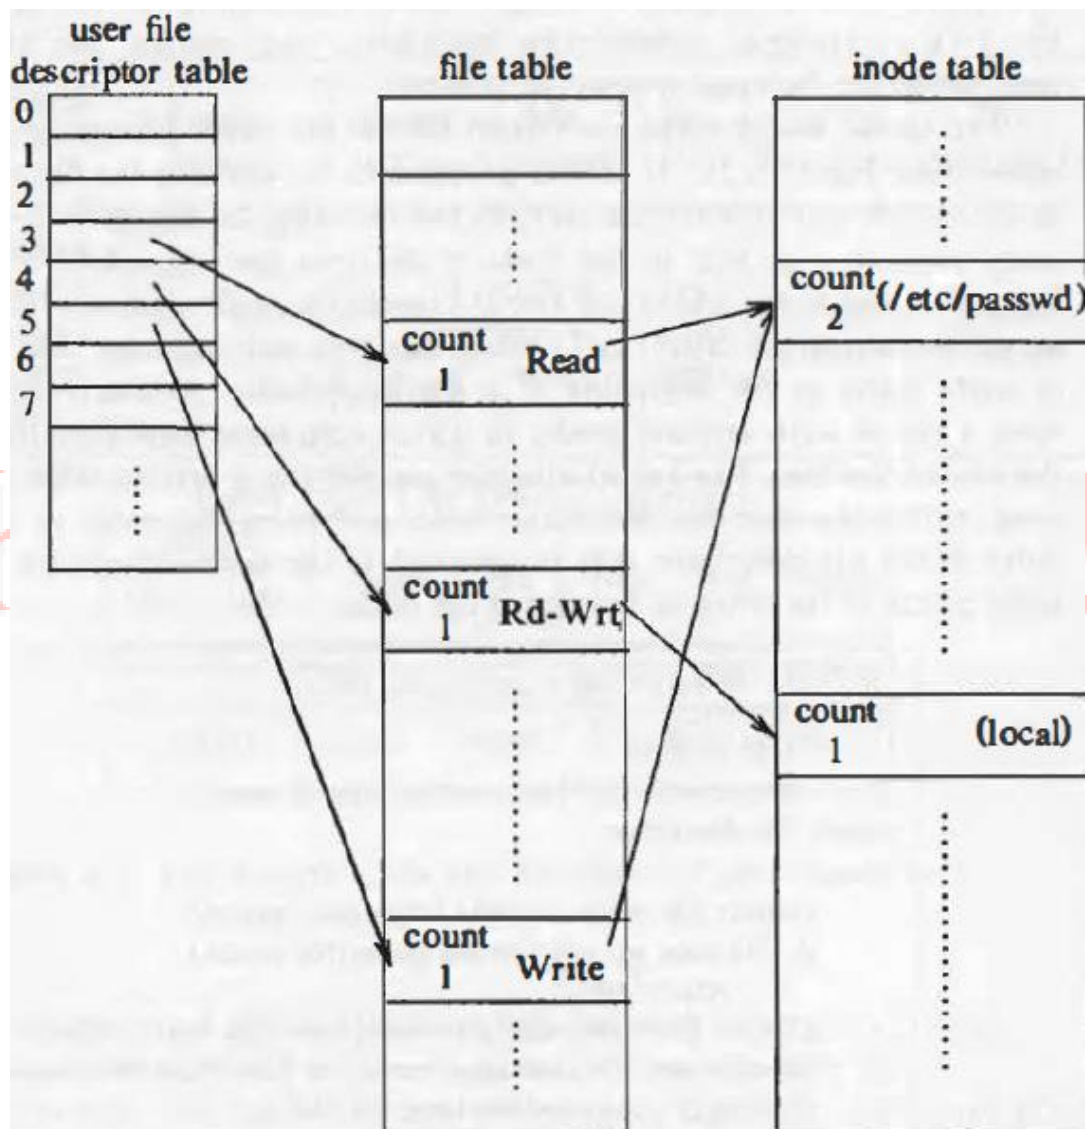 user file
descriptor table
file table
inode table
0
1
2
3
4
5
6
7
count
1 Read
count
1 Rd-Wrt
count
1 Write
count (/etc/passwd)
2
count
1 (local)